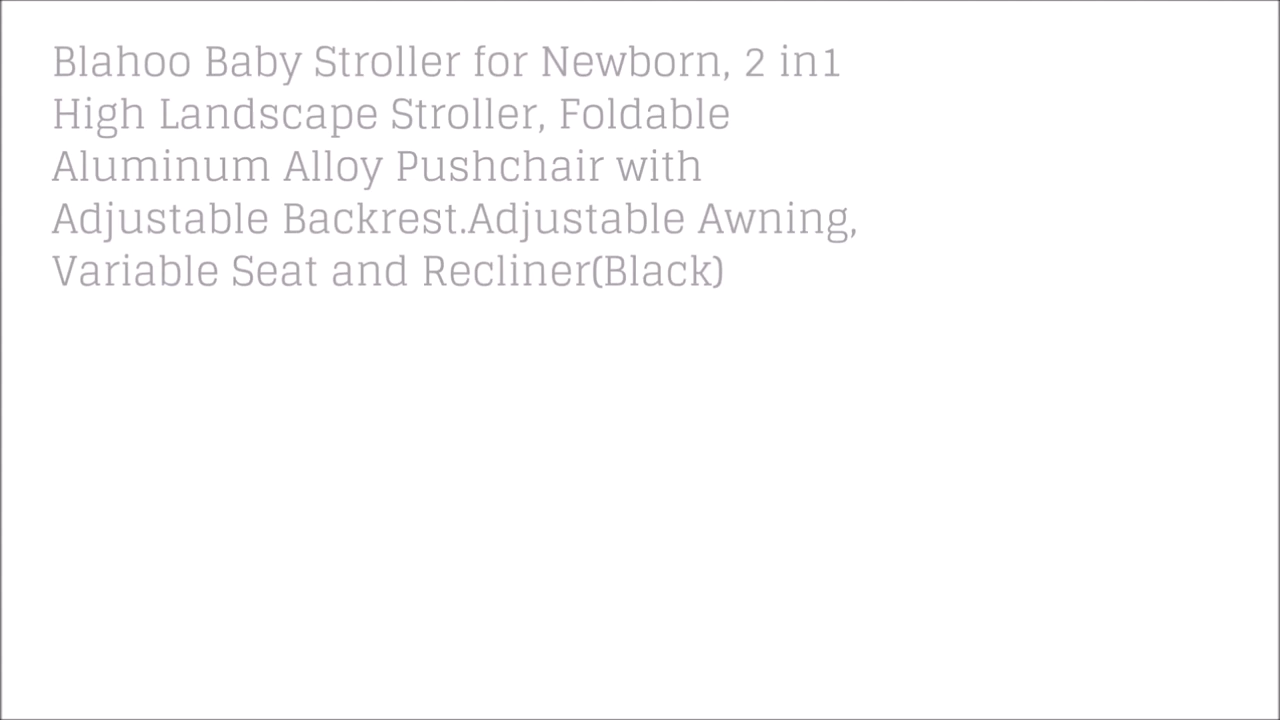 Blahoo Baby Stroller for Newborn, 2 in1
High Landscape Stroller, Foldable
Aluminum Alloy Pushchair with
Adjustable Backrest.Adjustable Awning,
Variable Seat and Recliner(Black)